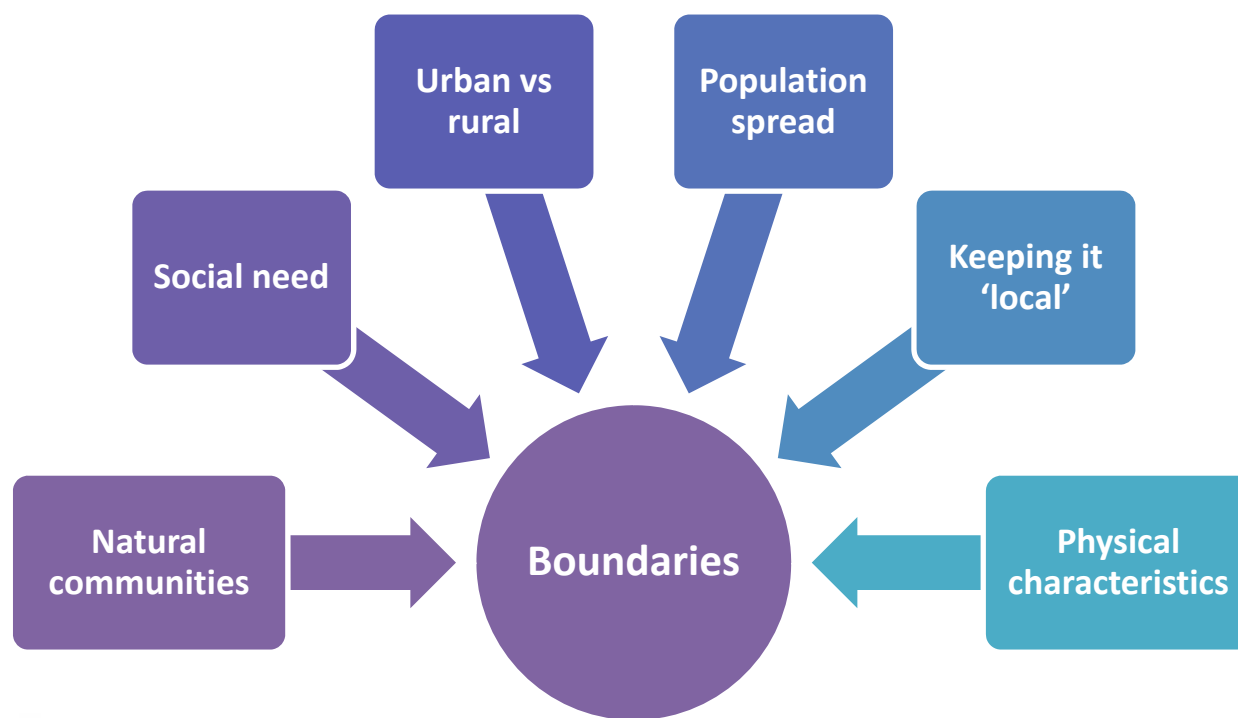 Urban vs
rural
Population
spread
Social need
Keeping it
‘local’
Natural
communities
Boundaries
Physical
characteristics